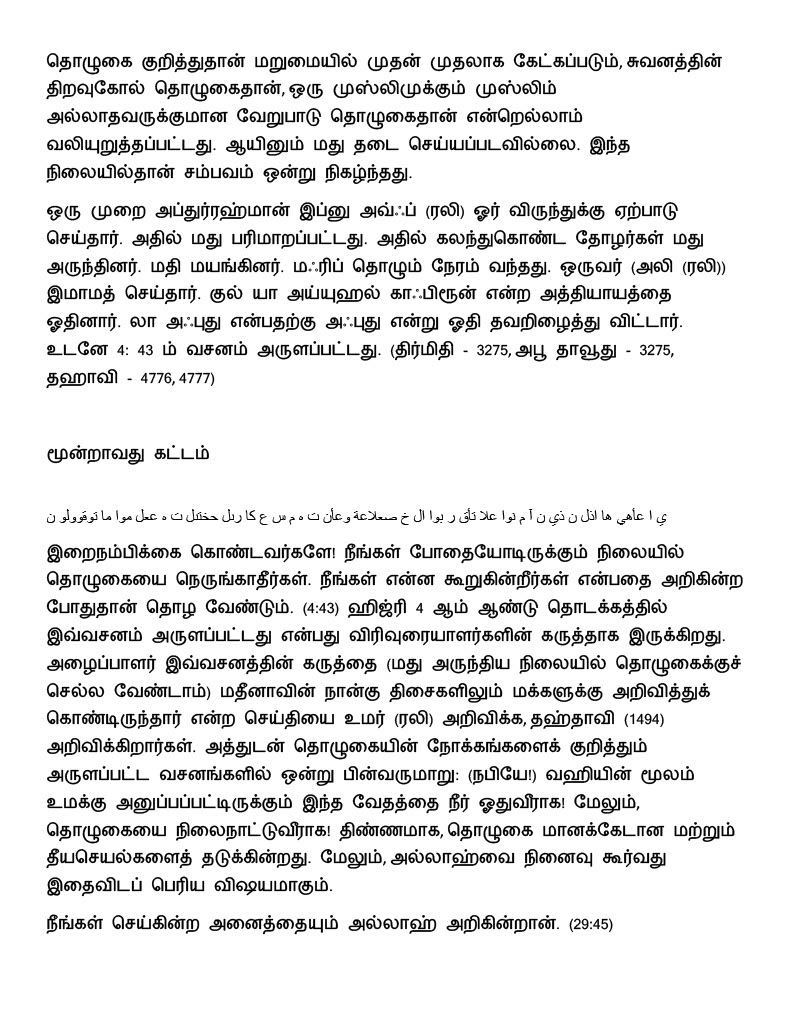 தொழுகை குறித்துதான் மறுமையில் முதன் முதலாக கேட்கப்படும், சுவனத்தின்
திறவுகோல் தொழுகைதான், ஒரு முஸ்லிமுக்கும் முஸ்லிம்
அல்லாதவருக்குமான வேறுபாடு தொழுகைதான் என்றெல்லாம்
வலியுறுத்தப்பட்டது. ஆயினும் மது தடை செய்யப்படவில்லை. இந்த
நிலையில்தான் சம்பவம் ஒன்று நிகழ்ந்தது.
ஒரு முறை அப்துர்ரஹ்மான் இப்னு அவ்ஃப் (ரலி) ஓர் விருந்துக்கு ஏற்பாடு
செய்தார். அதில் மது பரிமாறப்பட்டது. அதில் கலந்துகொண்ட தோழர்கள் மது
அருந்தினர். மதி மயங்கினர். மஃரிப் தொழும் நேரம் வந்தது. ஒருவர் (அலி (ரலி))
இமாமத் செய்தார். குல் யா அய்யுஹல் காஃபிரூன் என்ற அத்தியாயத்தை
ஓதினார். லா அஃபுது என்பதற்கு அஃபுது என்று ஓதி தவறிழைத்து விட்டார்.
உடனே 4: 43 ம் வசனம் அருளப்பட்டது. (திர்மிதி - 3275, அபூ தாவூது - 3275,
தஹாவி - 4776, 4777)
மூன்றாவது கட்டம்
ي ا عأهي ها اذل ن ذي ن آ م نوا علا تأق ر بوا ال خ صعلاعة وعأن ت ه م س ع كا رىل حختىل ت ه ععل موا ما توقوولو ن
இறைநம்பிக்கை கொண்டவர்களே! நீங்கள் போதையோடிருக்கும் நிலையில்
தொழுகையை நெருங்காதீர்கள். நீங்கள் என்ன கூறுகின்றீர்கள் என்பதை அறிகின்ற
போதுதான் தொழ வேண்டும். (4:43) ஹிஜ்ரி 4 ஆம் ஆண்டு தொடக்கத்தில்
இவ்வசனம் அருளப்பட்டது என்பது விரிவுரையாளர்களின் கருத்தாக இருக்கிறது.
அழைப்பாளர் இவ்வசனத்தின் கருத்தை (மது அருந்திய நிலையில் தொழுகைக்குச்
செல்ல வேண்டாம்) மதீனாவின் நான்கு திசைகளிலும் மக்களுக்கு அறிவித்துக்
கொண்டிருந்தார் என்ற செய்தியை உமர் (ரலி) அறிவிக்க, தஹ்தாவி (1494)
அறிவிக்கிறார்கள். அத்துடன் தொழுகையின் நோக்கங்களைக் குறித்தும்
அருளப்பட்ட வசனங்களில் ஒன்று பின்வருமாறு: (நபியே!) வஹியின் மூலம்
உமக்கு அனுப்பப்பட்டிருக்கும் இந்த வேதத்தை நீர் ஓதுவீராக! மேலும்,
தொழுகையை நிலைநாட்டுவீராக! திண்ணமாக, தொழுகை மானக்கேடான மற்றும்
தீயசெயல்களைத் தடுக்கின்றது. மேலும், அல்லாஹ்வை நினைவு கூர்வது
இதைவிடப் பெரிய விஷயமாகும்.
நீங்கள் செய்கின்ற அனைத்தையும் அல்லாஹ் அறிகின்றான். (29:45)